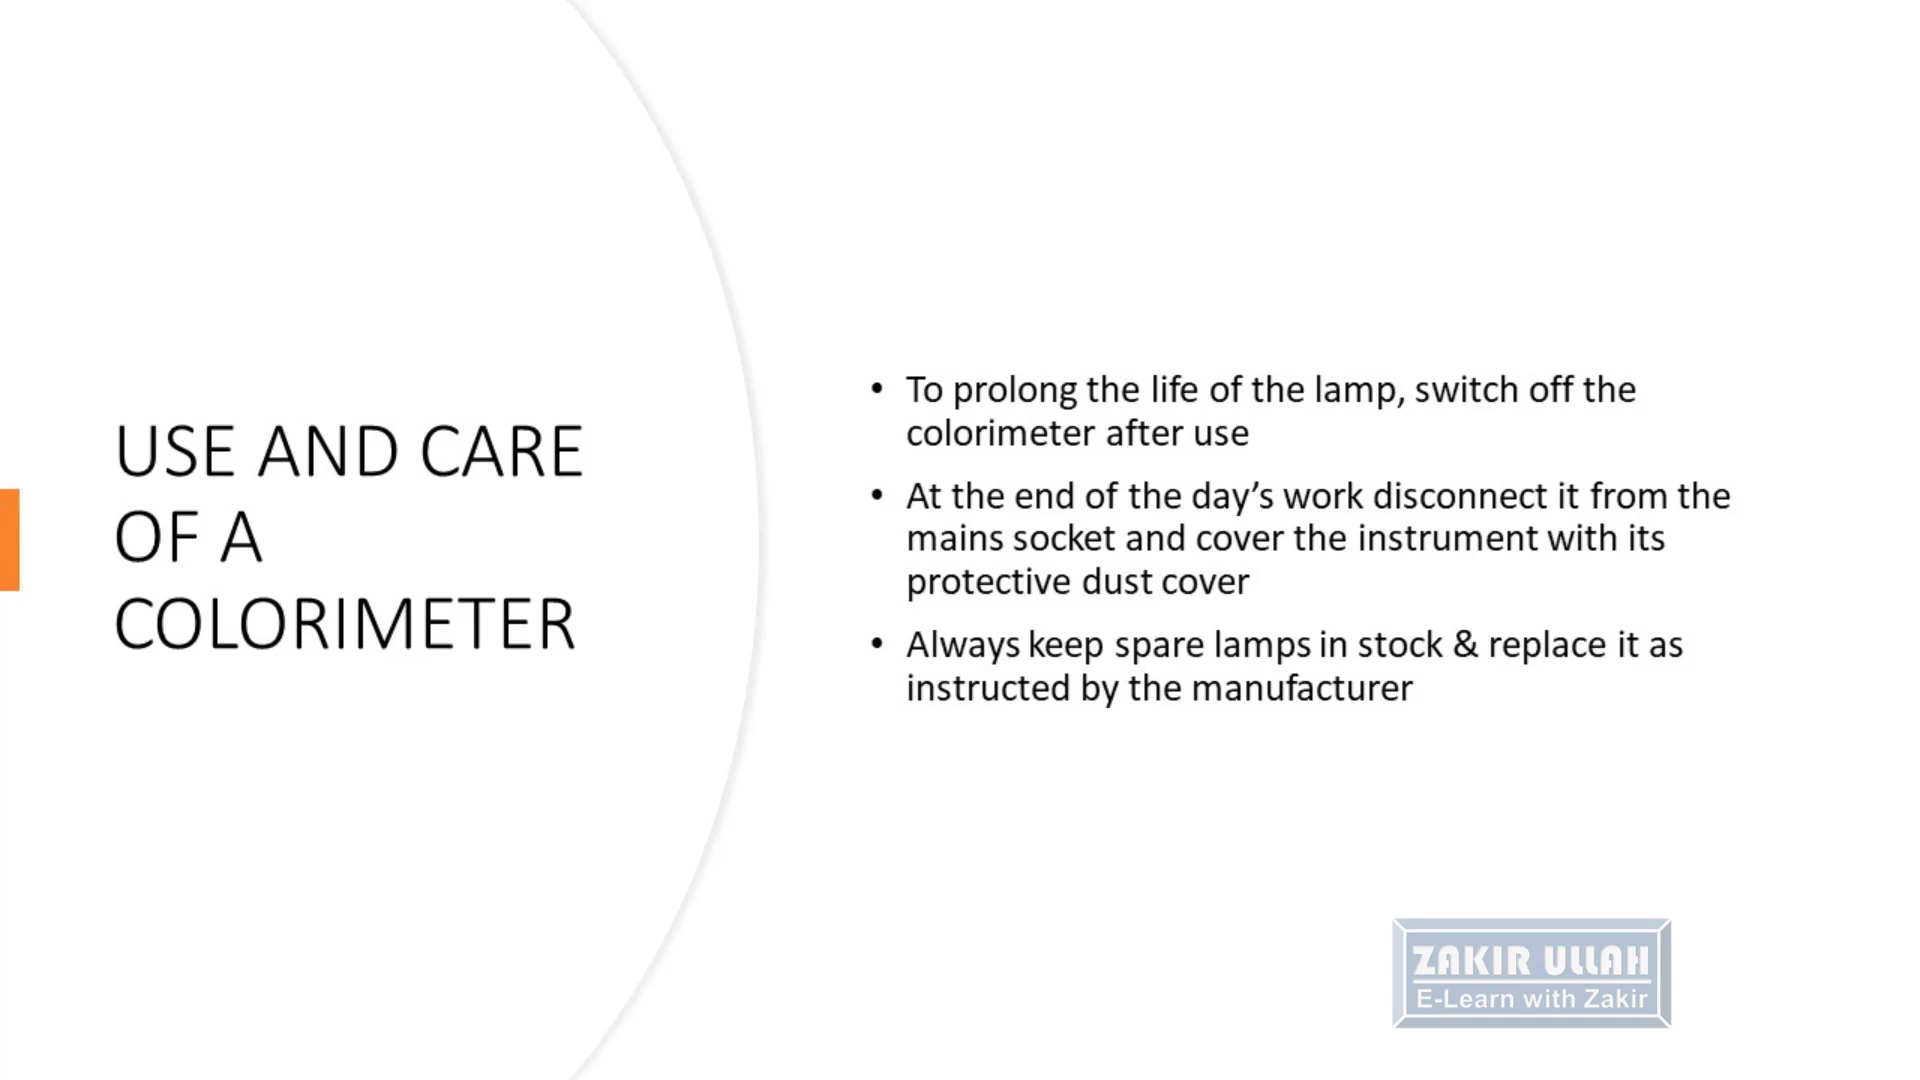 USE AND CARE
OF A
COLORIMETER
• To prolong the life of the lamp, switch off the
colorimeter after use
• At the end of the day’s work disconnect it from the
mains socket and cover the instrument with its
protective dust cover
• Always keep spare lamps in stock & replace it as
instructed by the manufacturer
ZAKIR ULLAH
E-Learn with Zakir